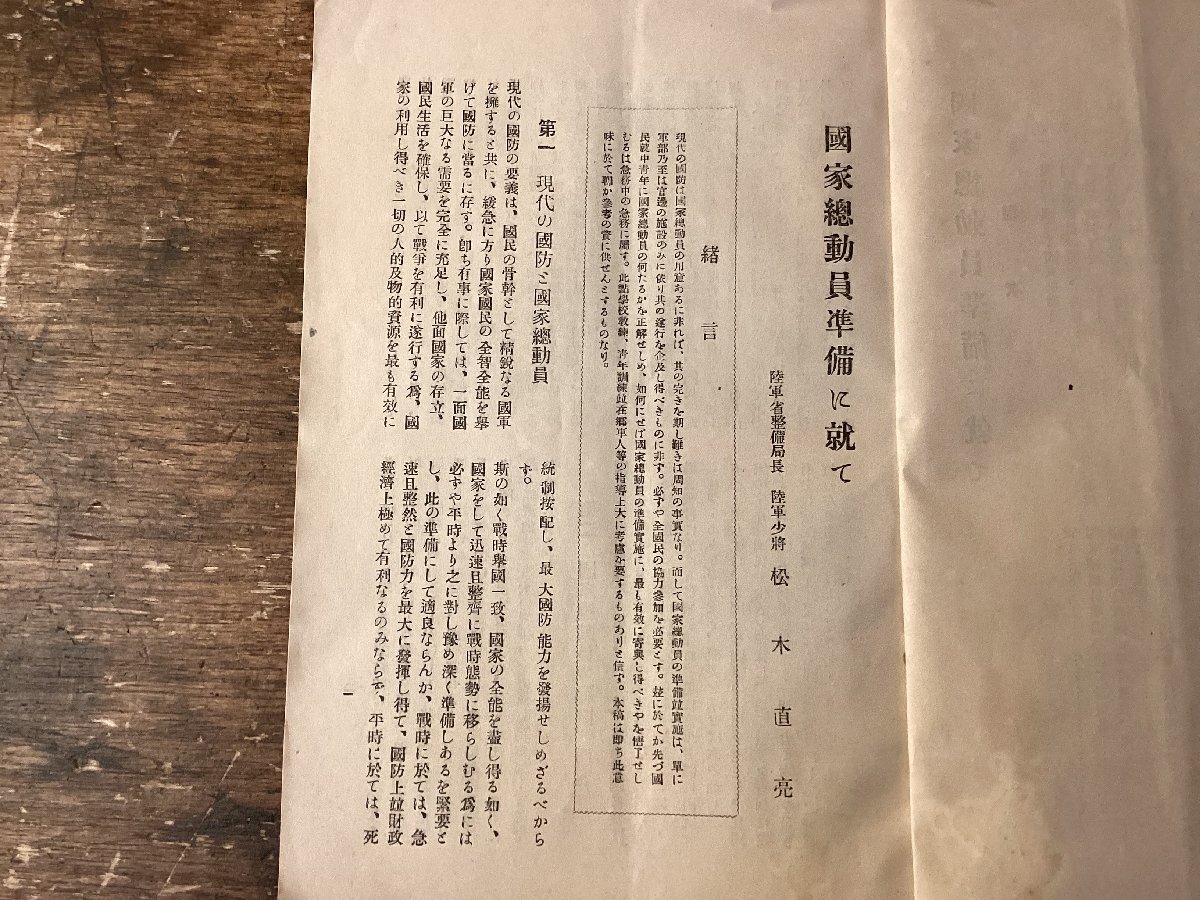 國家總動員準備に就て
陸軍省整備局長 陸軍少將 松木直亮
緒言
現代の國防は國家總動員の用意あるに非れば、其の完きを期し難きは周知の事實なり。而して國家總動員の準備竝實施は、單に
軍部乃至は官邊の施設のみに依り其の遂行を企及し得べきものに非ず。必ずや全國民の協力參加を必要とす。玆に於てか先づ國
民就中靑年に國家總動員の何たるかを正解せしめ、如何にせば國家總動員の準備實施に、最も有效に寄與し得べきやを悟了せし
むるは急務中の急務に屬す。此點學校敎練、靑年訓練竝在鄕軍人等の指導上大に考慮を要するものありと信ず。本稿は卽ち此意
味に於て聊か參考の資に供せんとするものなり。
第一 現代の國防と國家總動員
現代の國防の要義は、國民の骨幹として精銳なる國軍
を擁すると共に、緩急に方り國家國民の全智全能を擧
げて國防に當るに存す。卽ち有事に際しては、一面國
軍の巨大なる需要を完全に充足し、他面國家の存立、
國民生活を確保し、以て戰爭を有利に遂行する爲、國
家の利用し得べき一切の人的及物的資源を最も有效に
統制按配し、最大國防能力を發揚せしめざるべから
ず。
斯の如く戰時擧國一致、國家の全能を盡し得る如く、
國家をして迅速且整齊に戰時態勢に移らしむる爲には
必ずや平時より之に對し豫め深く準備しあるを緊要と
し、此の準備にして適良ならんか、戰時に於ては、急
速且整然と國防力を最大に發揮し得て、國防上竝財政
經濟上極めて有利なるのみならず、平時に於ては、死
一